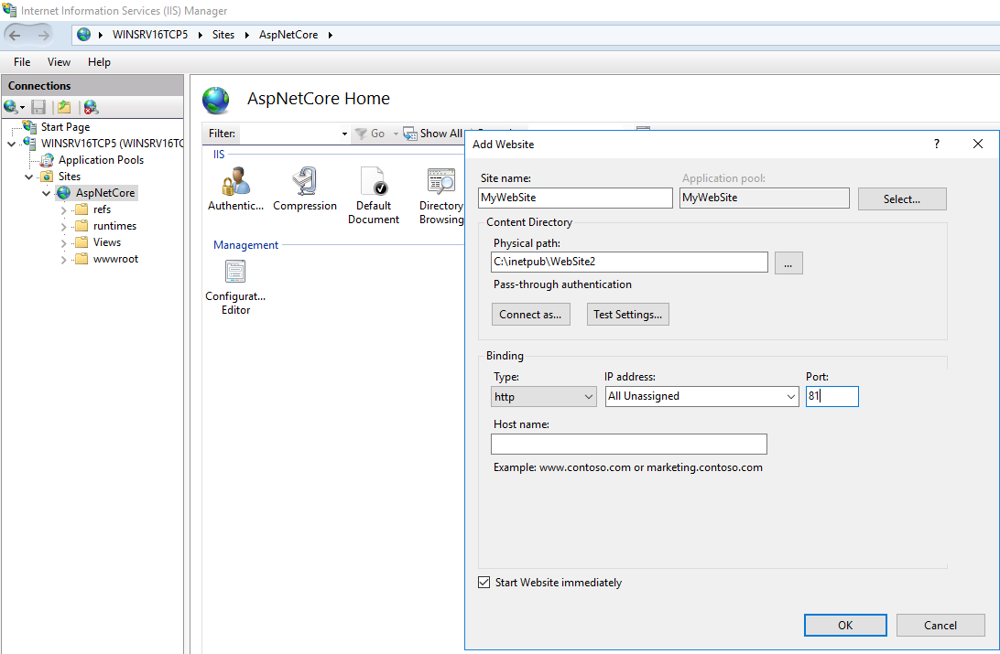 Internet Information Services (IIS) Manager
WINSRV16TCP5 Sites AspNetCore
File View Help
Connections
Start Page
WINSRV16TCP5 (WINSRV16TC
Application Pools
Sites
AspNetCore
refs
runtimes
Views
wwwroot
AspNetCore Home
Filter: Go Show All
IIS
Authentic... Compression Default Document Directory Browsing
Management
Configurat... Editor
Add Website
?
Site name: Application pool:
MyWebSite MyWebSite Select...
Content Directory
Physical path:
C:\inetpub\WebSite2 ...
Pass-through authentication
Connect as... Test Settings...
Binding
Type: IP address: Port:
http All Unassigned 81
Host name:
Example: www.contoso.com or marketing.contoso.com
Start Website immediately
OK Cancel